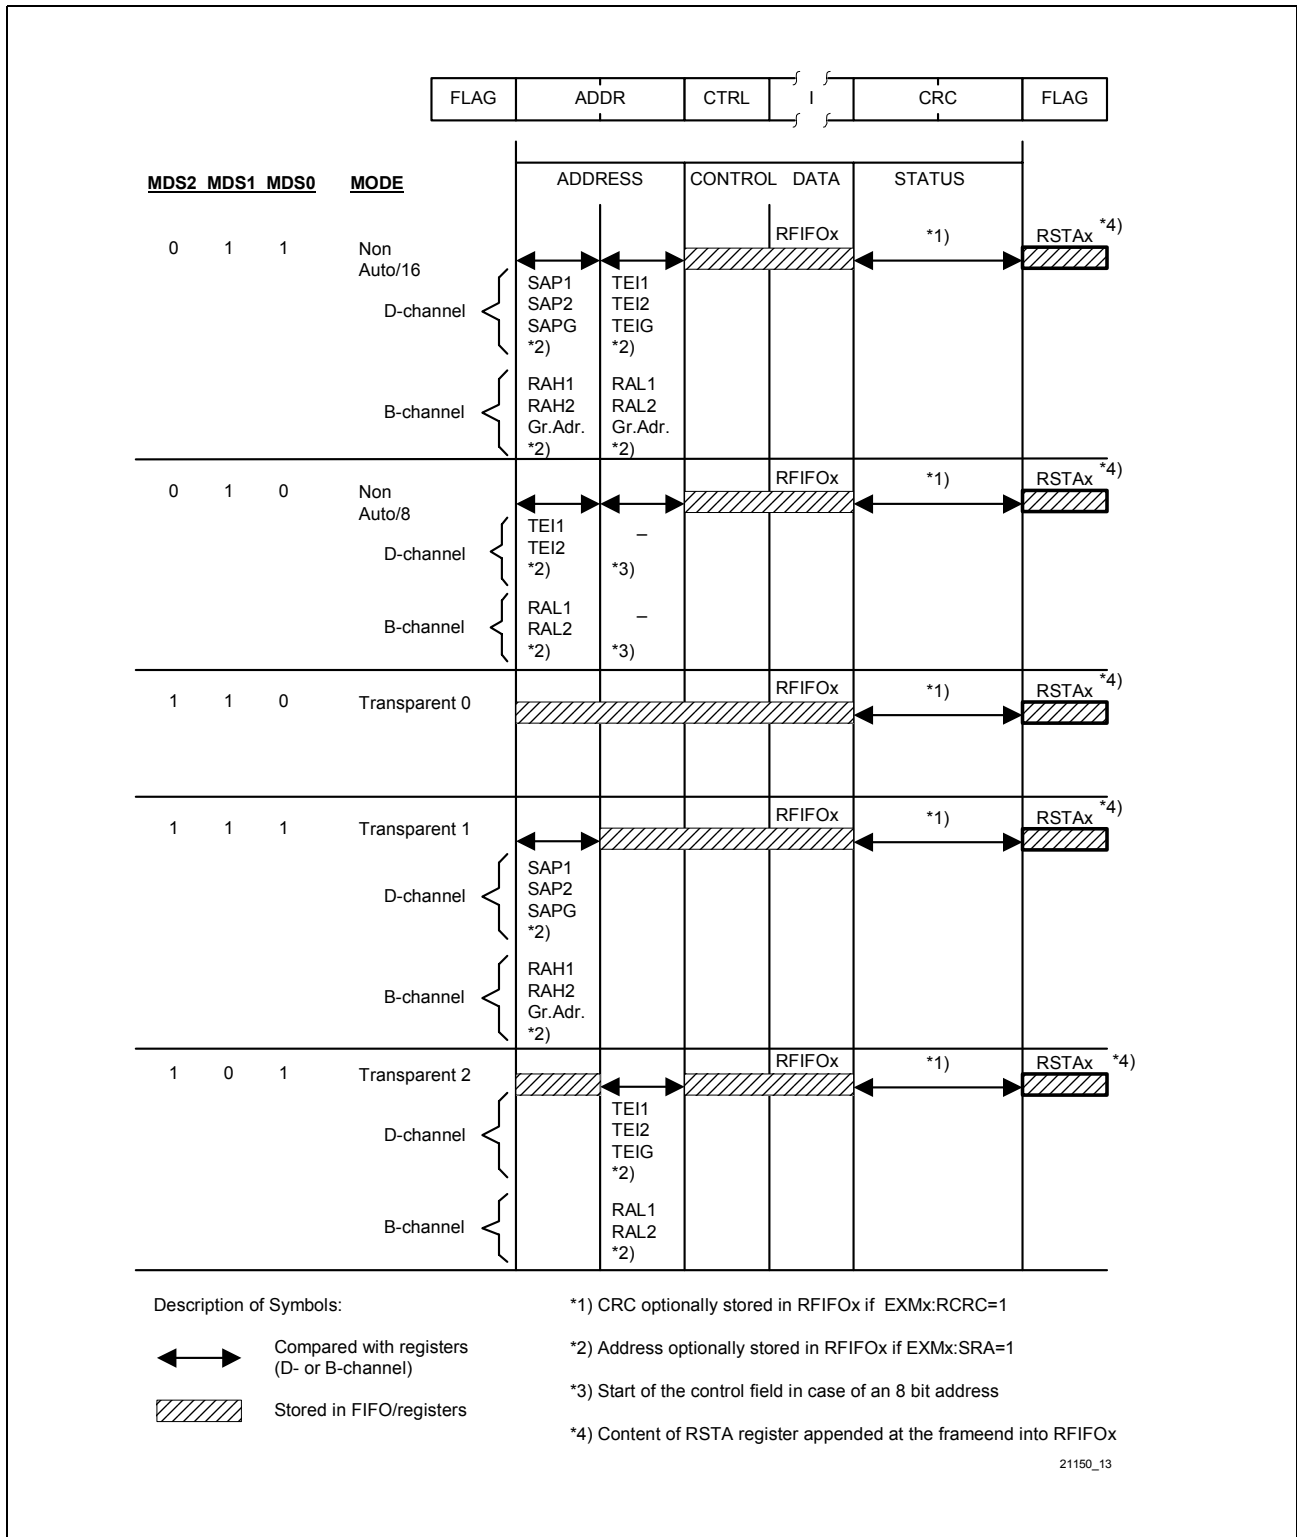 FLAG ADDR CTRL I CRC FLAG
MDS2 MDS1 MDS0 MODE ADDRESS CONTROL DATA STATUS
0 1 1 Non Auto/16 RFIFOx *1) RSTAx *4)
D-channel
SAP1 TEI1
SAP2 TEI2
SAPG TEIG
*2) *2)
B-channel
RAH1 RAL1
RAH2 RAL2
Gr.Adr. Gr.Adr.
*2) *2)
0 1 0 Non Auto/8 RFIFOx *1) RSTAx *4)
D-channel
TEI1 –
TEI2
*2) *3)
B-channel
RAL1 –
RAL2
*2) *3)
1 1 0 Transparent 0 RFIFOx *1) RSTAx *4)
1 1 1 Transparent 1 RFIFOx *1) RSTAx *4)
D-channel
SAP1
SAP2
SAPG
*2)
B-channel
RAH1
RAH2
Gr.Adr.
*2)
1 0 1 Transparent 2 RFIFOx *1) RSTAx *4)
D-channel
TEI1
TEI2
TEIG
*2)
B-channel
RAL1
RAL2
*2)
Description of Symbols:
Compared with registers
(D- or B-channel)
Stored in FIFO/registers
*1) CRC optionally stored in RFIFOx if EXMx:RCRC=1
*2) Address optionally stored in RFIFOx if EXMx:SRA=1
*3) Start of the control field in case of an 8 bit address
*4) Content of RSTA register appended at the frameend into RFIFOx
21150_13